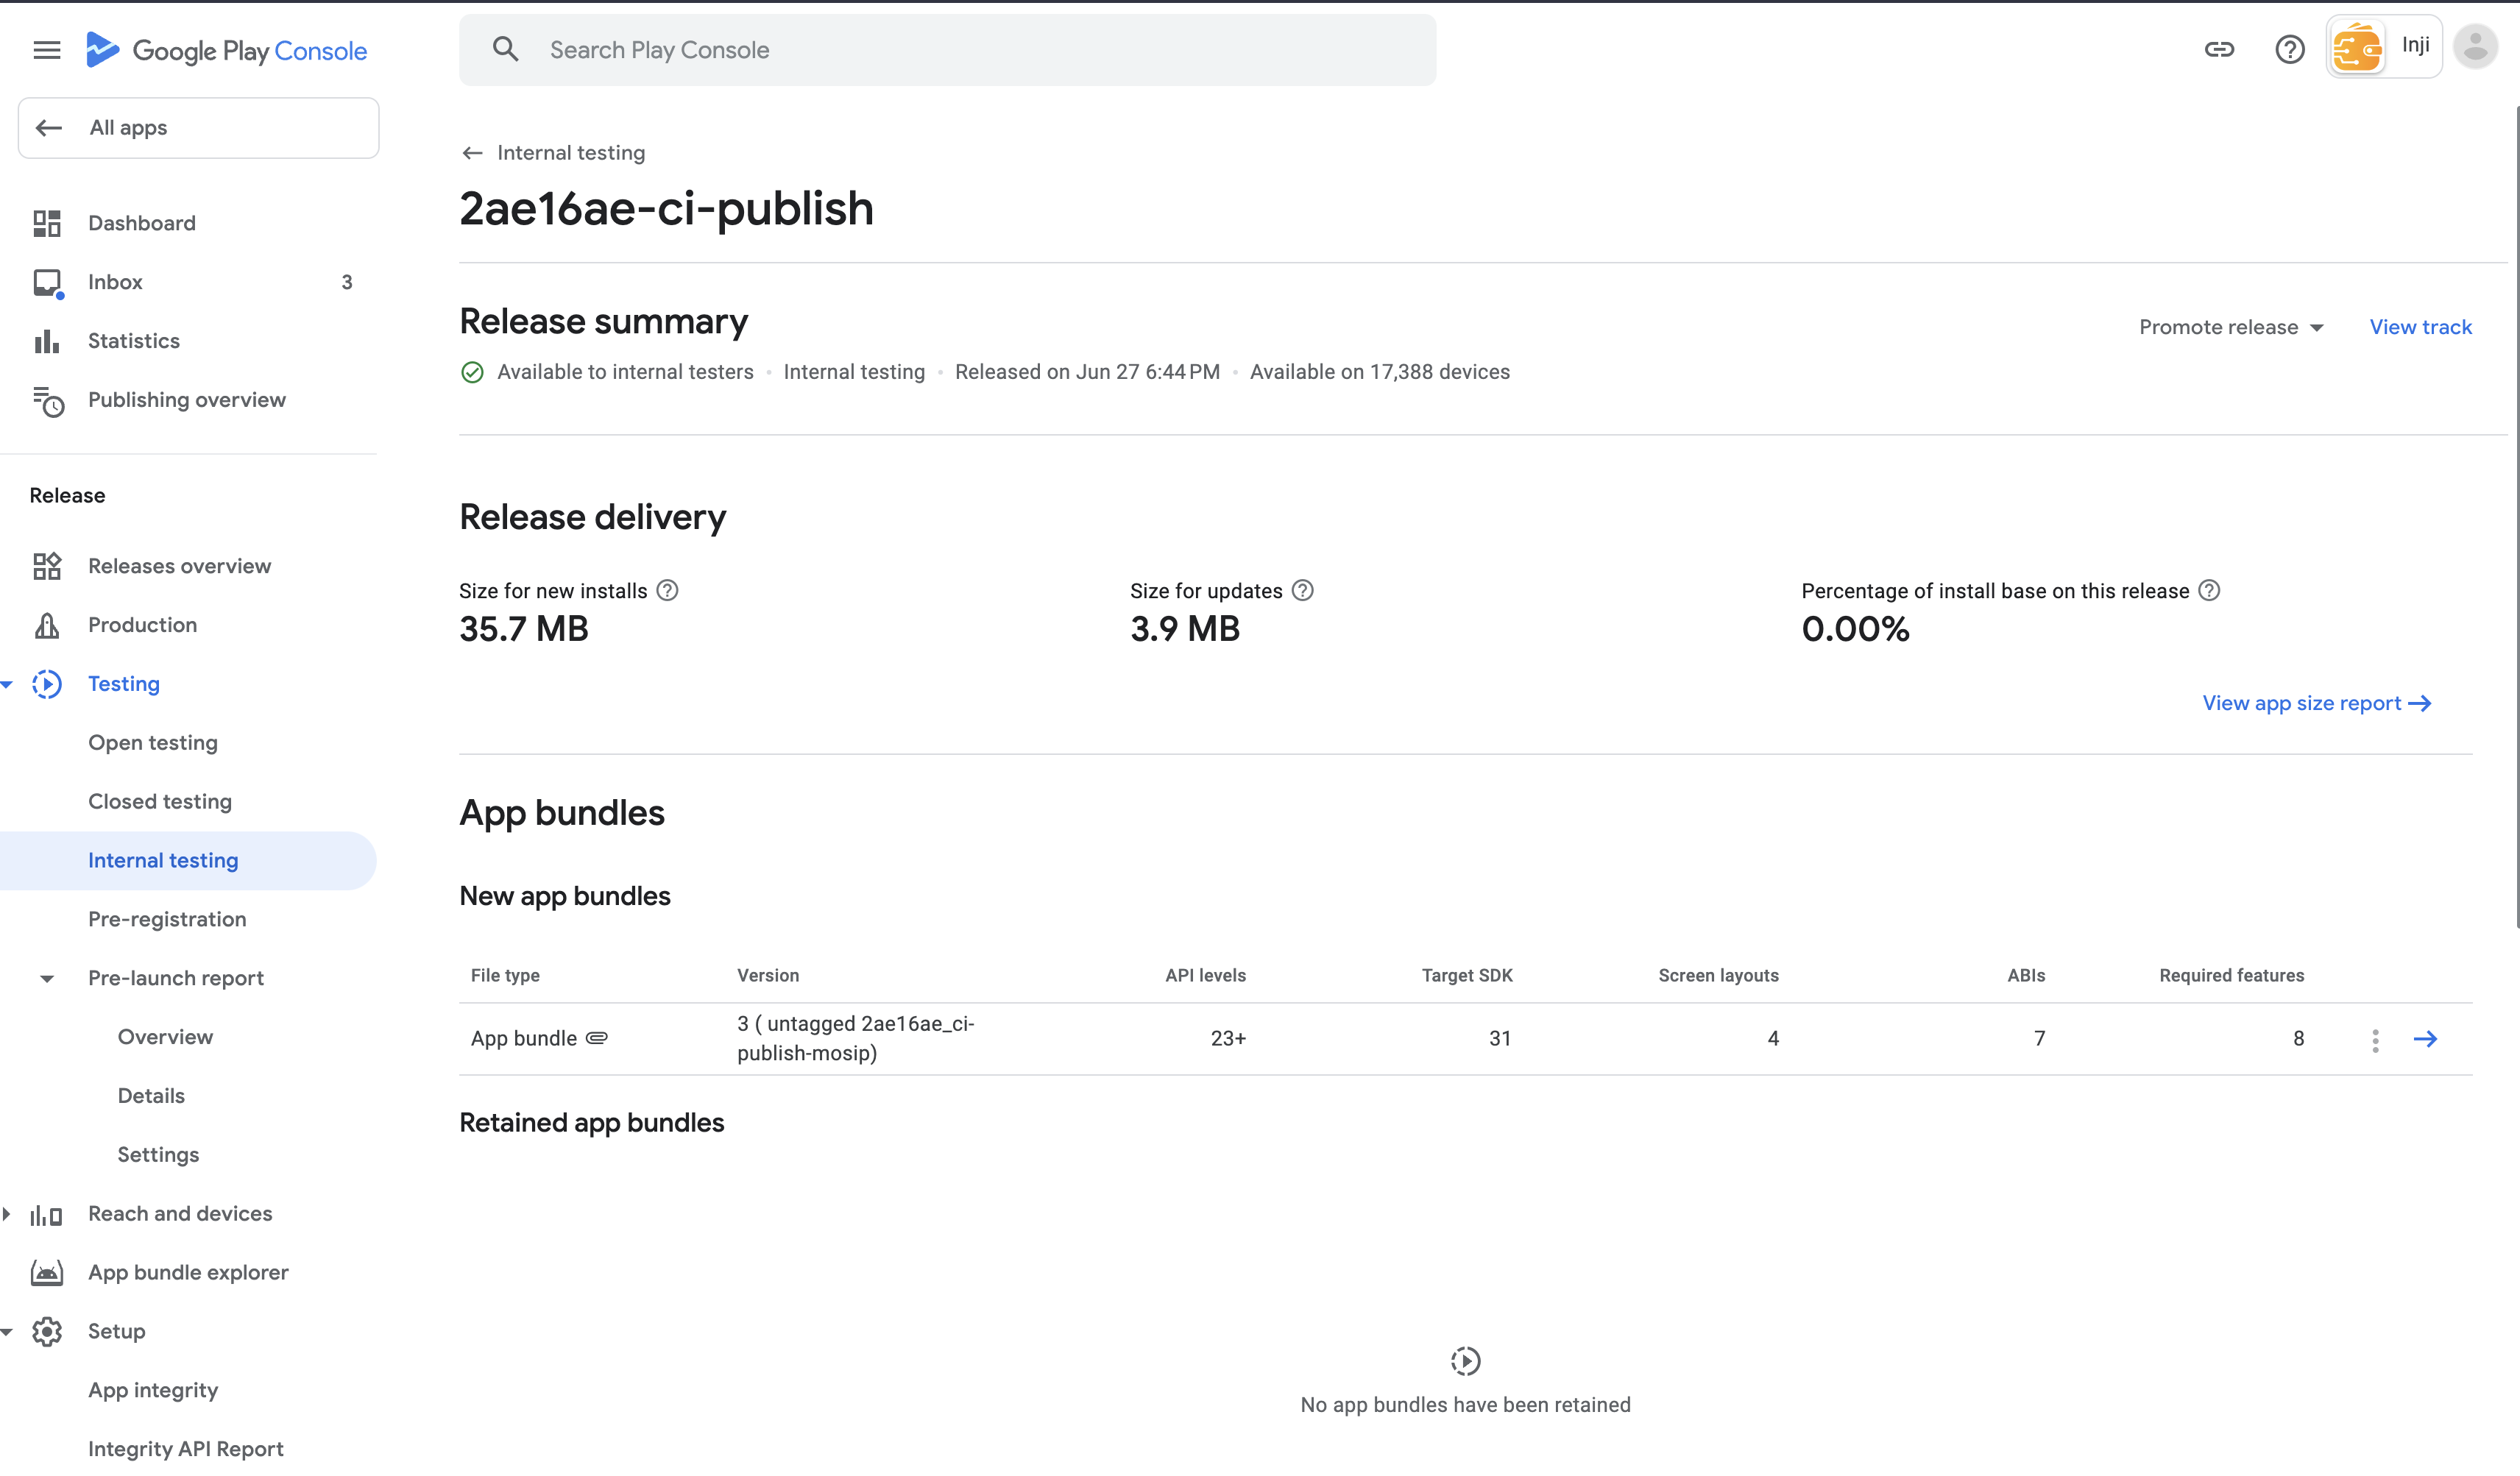 Google Play Console
Search Play Console
Inji
All apps
Dashboard
Inbox 3
Statistics
Publishing overview
Release
Releases overview
Production
Testing
Open testing
Closed testing
Internal testing
Pre-registration
Pre-launch report
Overview
Details
Settings
Reach and devices
App bundle explorer
Setup
App integrity
Integrity API Report
Internal testing
2ae16ae-ci-publish
Release summary
Promote release
View track
Available to internal testers • Internal testing • Released on Jun 27 6:44 PM • Available on 17,388 devices
Release delivery
Size for new installs
35.7 MB
Size for updates
3.9 MB
Percentage of install base on this release
0.00%
View app size report
App bundles
New app bundles
File type Version API levels Target SDK Screen layouts ABIs Required features
App bundle 3 ( untagged 2ae16ae_ci-
publish-mosip) 23+ 31 4 7 8
Retained app bundles
No app bundles have been retained